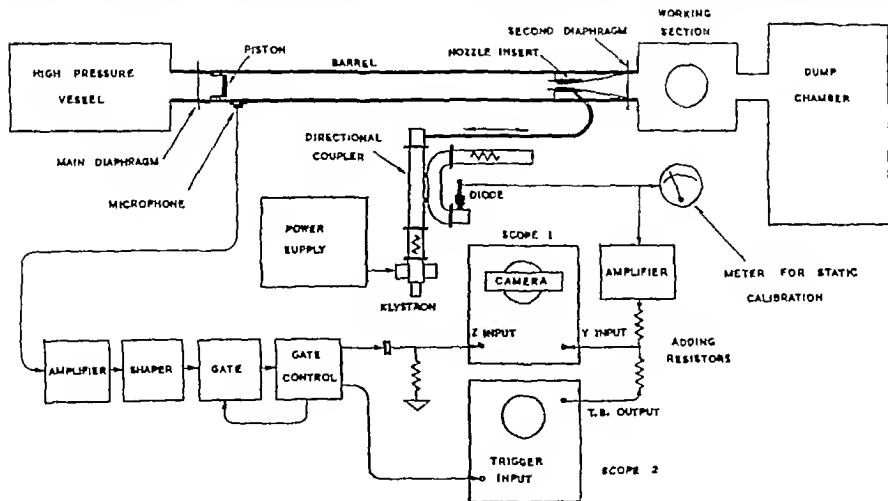 SECOND DIAPHRAGM
WORKING
SECTION
PISTON
BARREL
NOZZLE INSERT
HIGH PRESSURE
VESSEL
DUMP
CHAMBER
DIRECTIONAL
COUPLER
MAIN DIAPHRAGM
MICROPHONE
DIODE
POWER
SUPPLY
SCOPE 1
CAMERA
AMPLIFIER
METER FOR STATIC
CALIBRATION
KLYSTRON
Z INPUT
Y INPUT
ADDING
RESISTORS
AMPLIFIER
SHAPER
GATE
GATE
CONTROL
T.B. OUTPUT
TRIGGER
INPUT
SCOPE 2